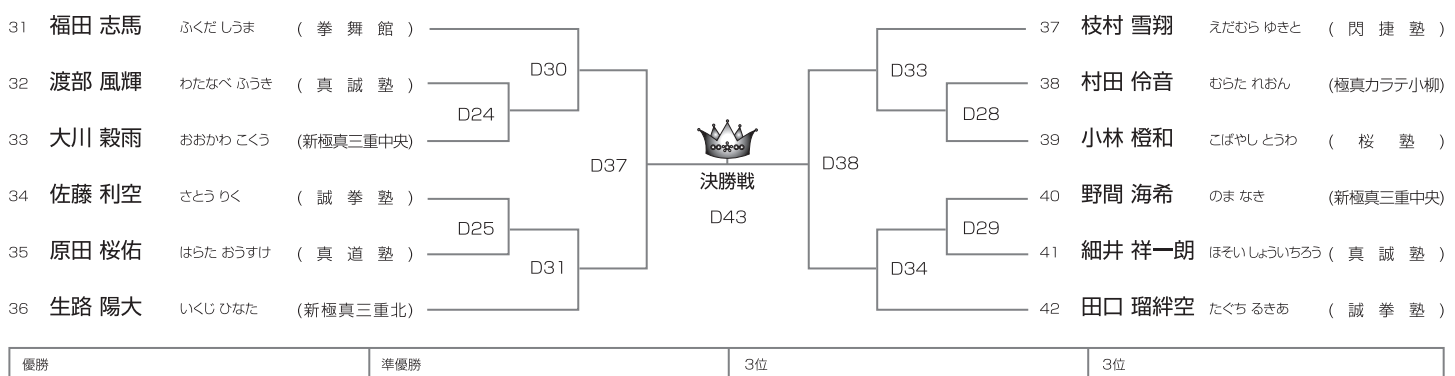 31 福田 志馬 ふくだ しうま ( 拳 舞 館 )
32 渡部 風輝 わたなべ ふうき ( 真 誠 塾 )
33 大川 穀雨 おおかわ こくう (新極真三重中央)
34 佐藤 利空 さとう りく ( 誠 拳 塾 )
35 原田 桜佑 はらた おうすけ ( 真 道 塾 )
36 生路 陽大 いくじ ひなた (新極真三重北)
D30
D24
D37
D25
D31
決勝戦
D43
D33
D28
D38
D29
D34
37 枝村 雪翔 えだむら ゆきと ( 閃 捷 塾 )
38 村田 伶音 むらた れおん (極真カラテ小柳)
39 小林 橙和 こばやし とうわ ( 桜 塾 )
40 野間 海希 のま なき (新極真三重中央)
41 細井 祥一朗 ほそい しょういちろう ( 真 誠 塾 )
42 田口 瑠絆空 たぐち るきあ ( 誠 拳 塾 )
優勝 準優勝 3位 3位